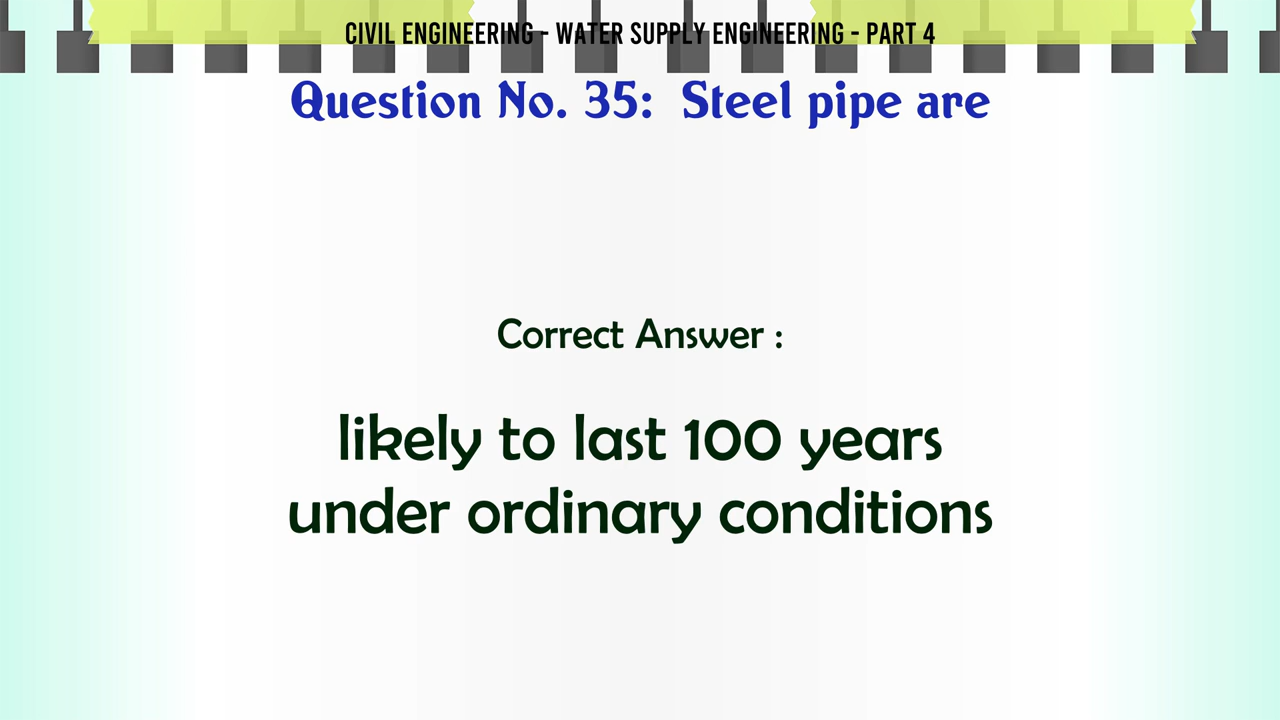 CIVIL ENGINEERING - WATER SUPPLY ENGINEERING - PART 4
Question No. 35: Steel pipe are
Correct Answer :
likely to last 100 years
under ordinary conditions